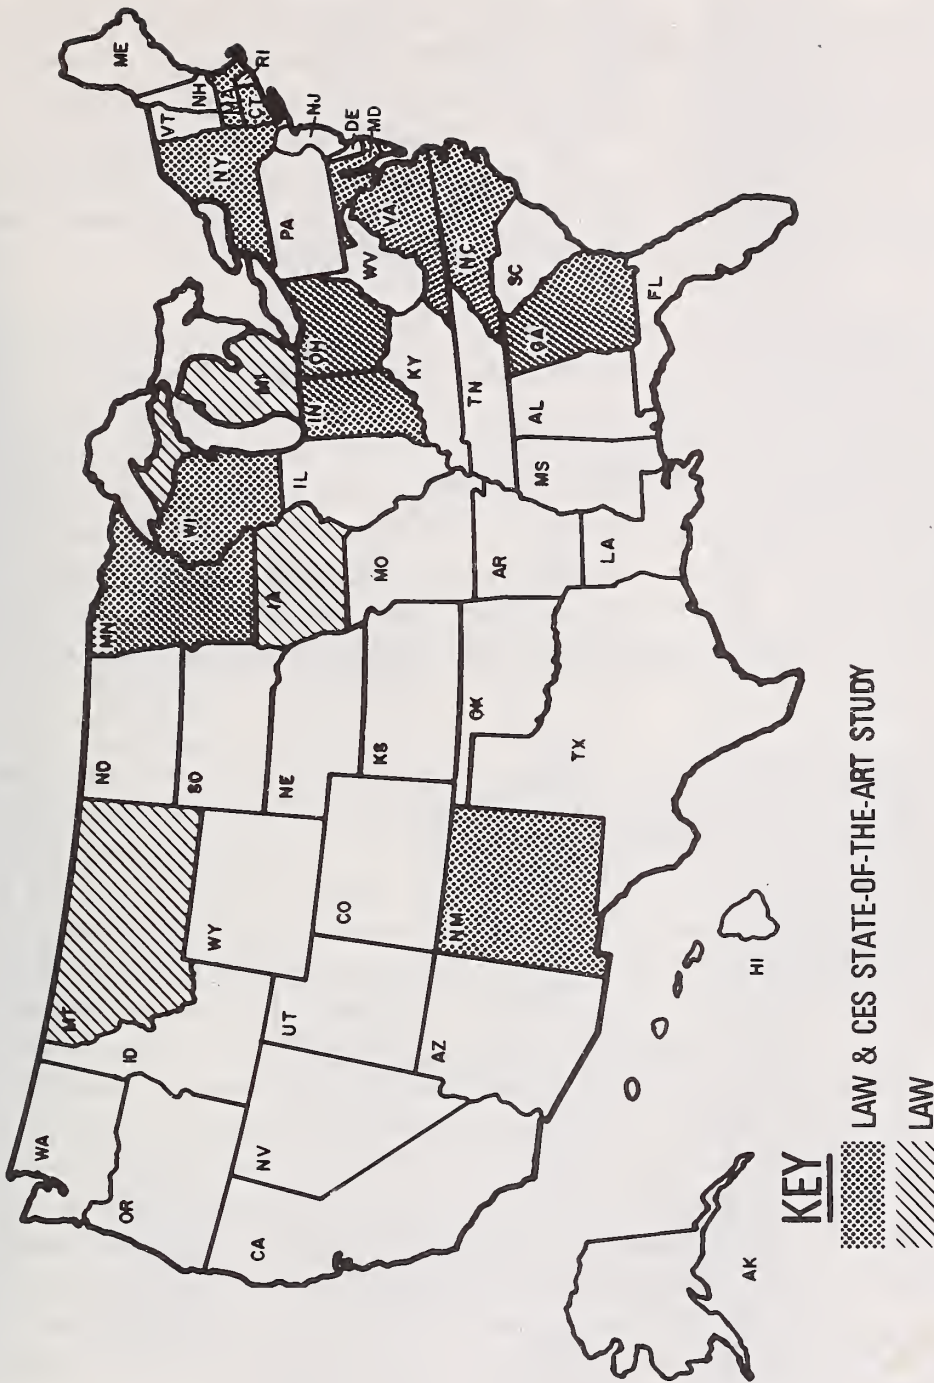 WA
OR
CA
NV
ID
MT
WY
UT
AZ
CO
NM
ND
SD
NE
KS
OK
TX
MN
IA
MO
AR
LA
WI
IL
MI
IN
OH
KY
TN
MS
AL
GA
FL
SC
NC
VA
WV
PA
NY
VT
NH
ME
MA
CT
RI
NJ
DE
MD
AK
HI
KEY
LAW & CES STATE-OF-THE-ART STUDY
LAW